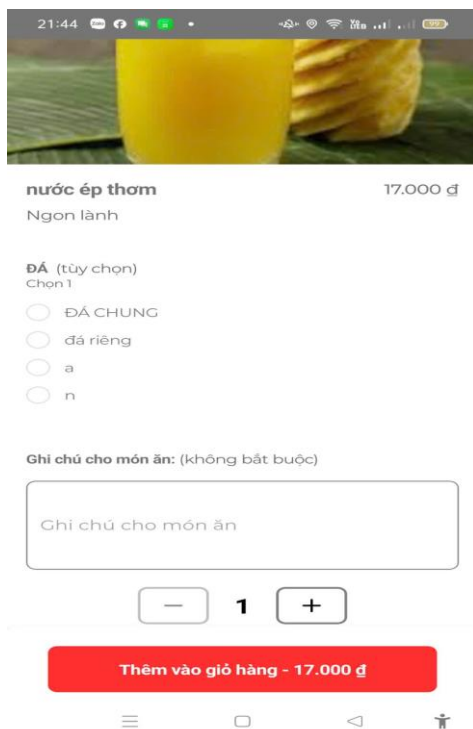 21:44
nước ép thơm 17.000 ₫
Ngon lành
ĐÁ (tùy chọn)
Chọn 1
ĐÁ CHUNG
đá riêng
a
n
Ghi chú cho món ăn: (không bắt buộc)
Ghi chú cho món ăn
1
Thêm vào giỏ hàng - 17.000 ₫